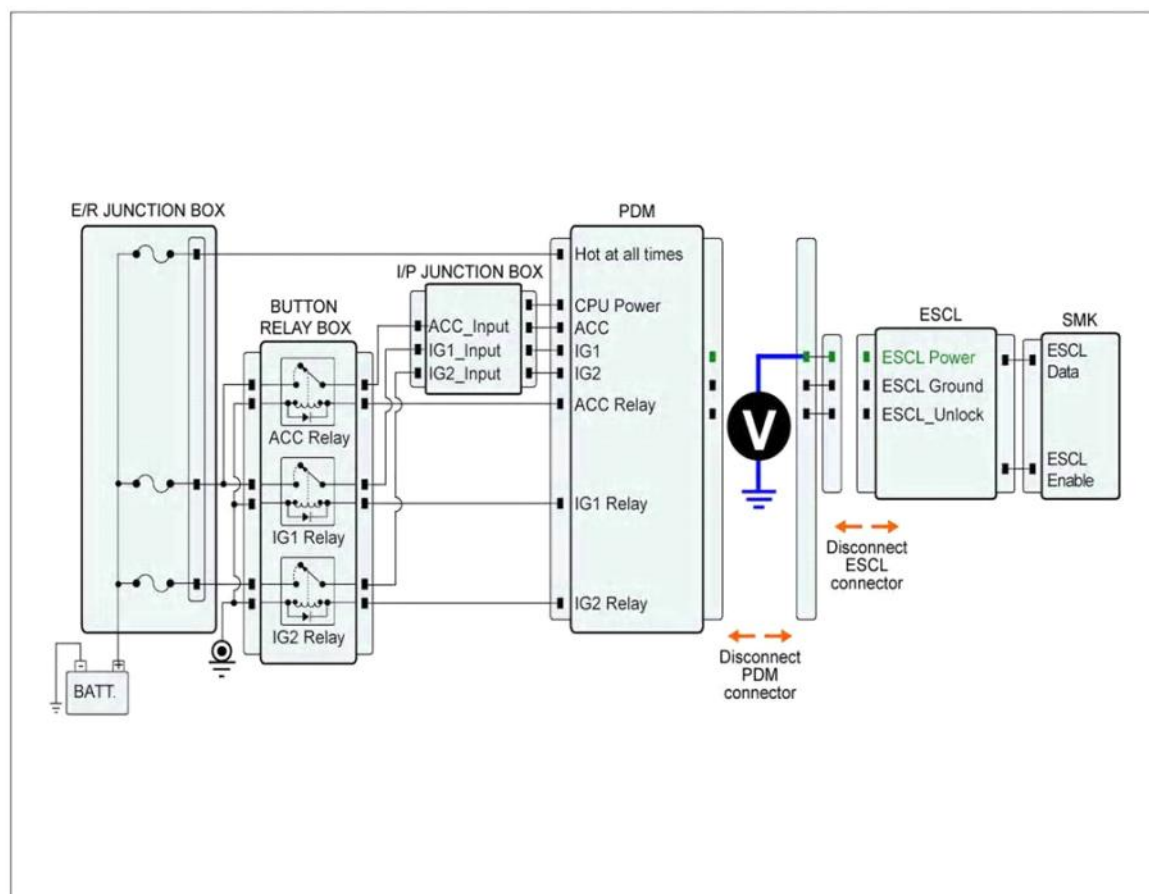 E/R JUNCTION BOX
BUTTON
RELAY BOX
ACC Relay
IG1 Relay
IG2 Relay
-
+
BATT.
I/P JUNCTION BOX
ACC_Input
IG1_Input
IG2_Input
PDM
Hot at all times
CPU Power
ACC
IG1
IG2
ACC Relay
IG1 Relay
IG2 Relay
V
Disconnect
PDM
connector
Disconnect
ESCL
connector
ESCL
ESCL Power
ESCL Ground
ESCL_Unlock
SMK
ESCL
Data
ESCL
Enable